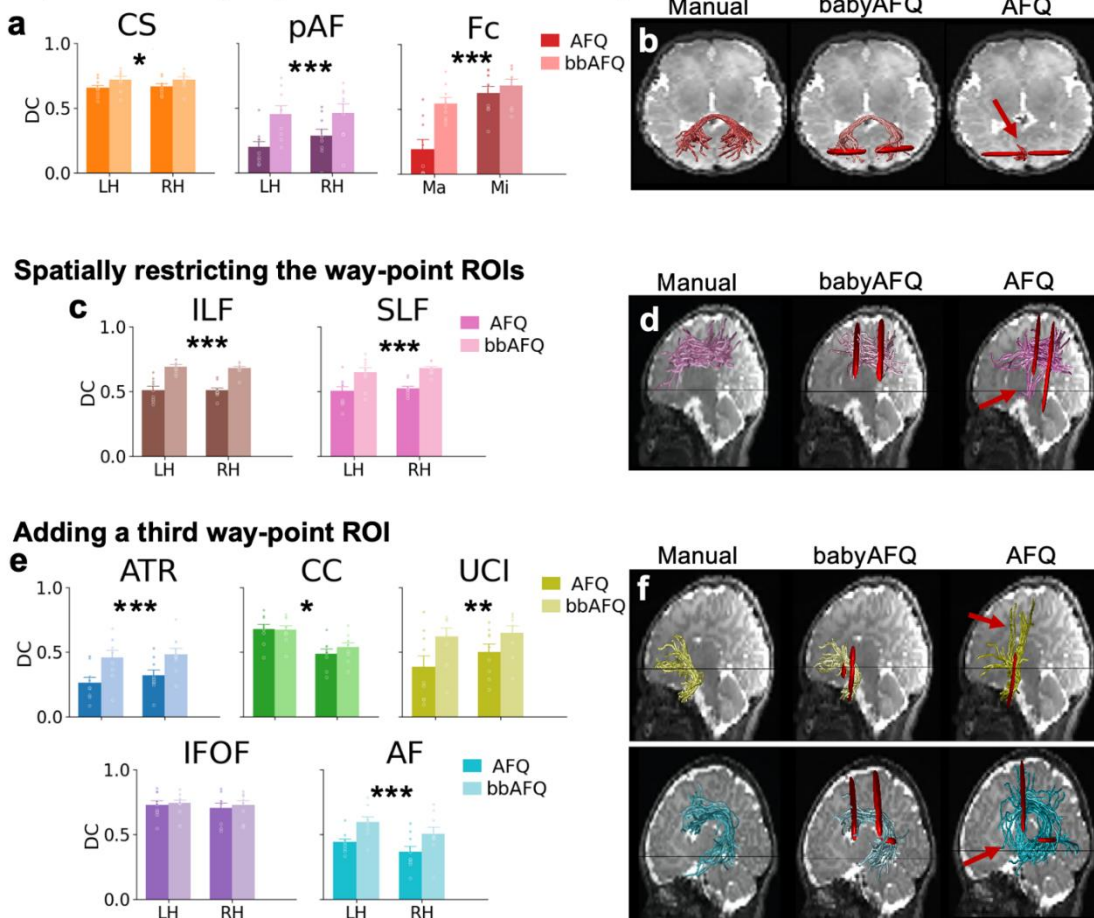 Manual babyAFQ AFQ
a
CS pAF Fc
AFQ
bbAFQ
b
1.0
0.5
0.0
DC
*
***
***
LH RH
LH RH
Ma Mi
Spatially restricting the way-point ROIs
c
ILF SLF
AFQ
bbAFQ
Manual babyAFQ AFQ
d
1.0
0.5
0.0
DC
***
***
LH RH
LH RH
Adding a third way-point ROI
e
ATR CC UCI
AFQ
bbAFQ
Manual babyAFQ AFQ
f
1.0
0.5
0.0
***
*
**
IFOF AF
AFQ
bbAFQ
1.0
0.5
DC
***
LH RH
LH RH